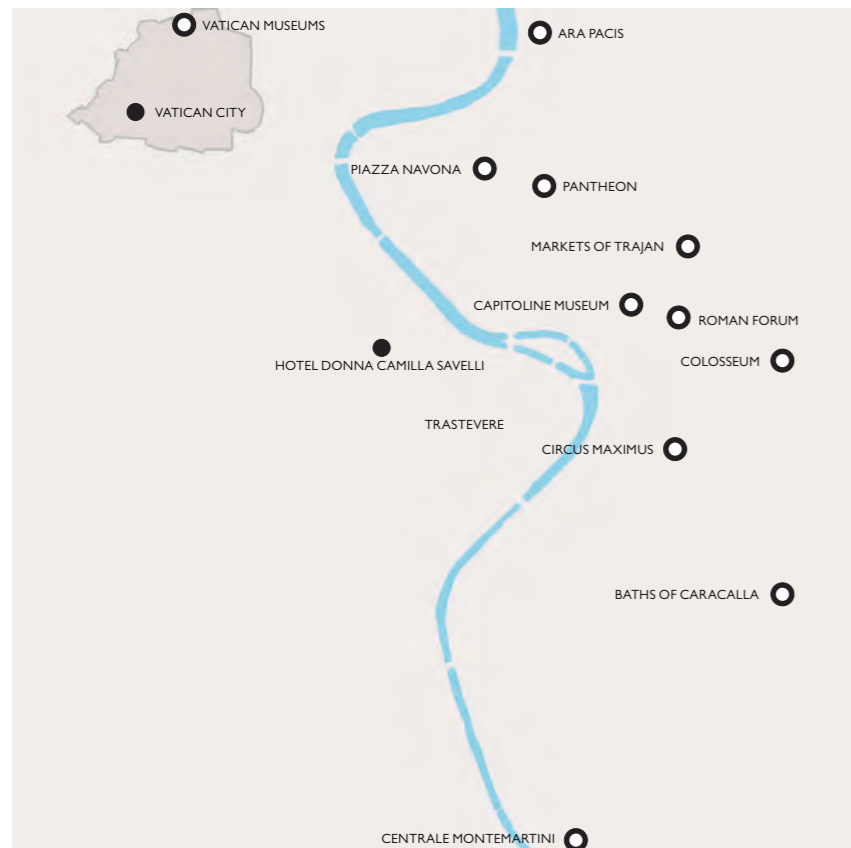 VATICAN MUSEUMS
ARA PACIS
VATICAN CITY
PIAZZA NAVONA
PANTHEON
MARKETS OF TRAJAN
CAPITOLINE MUSEUM
ROMAN FORUM
COLOSSEUM
HOTEL DONNA CAMILLA SAVELLI
TRASTEVERE
CIRCUS MAXIMUS
BATHS OF CARACALLA
CENTRALE MONTEMARTINI